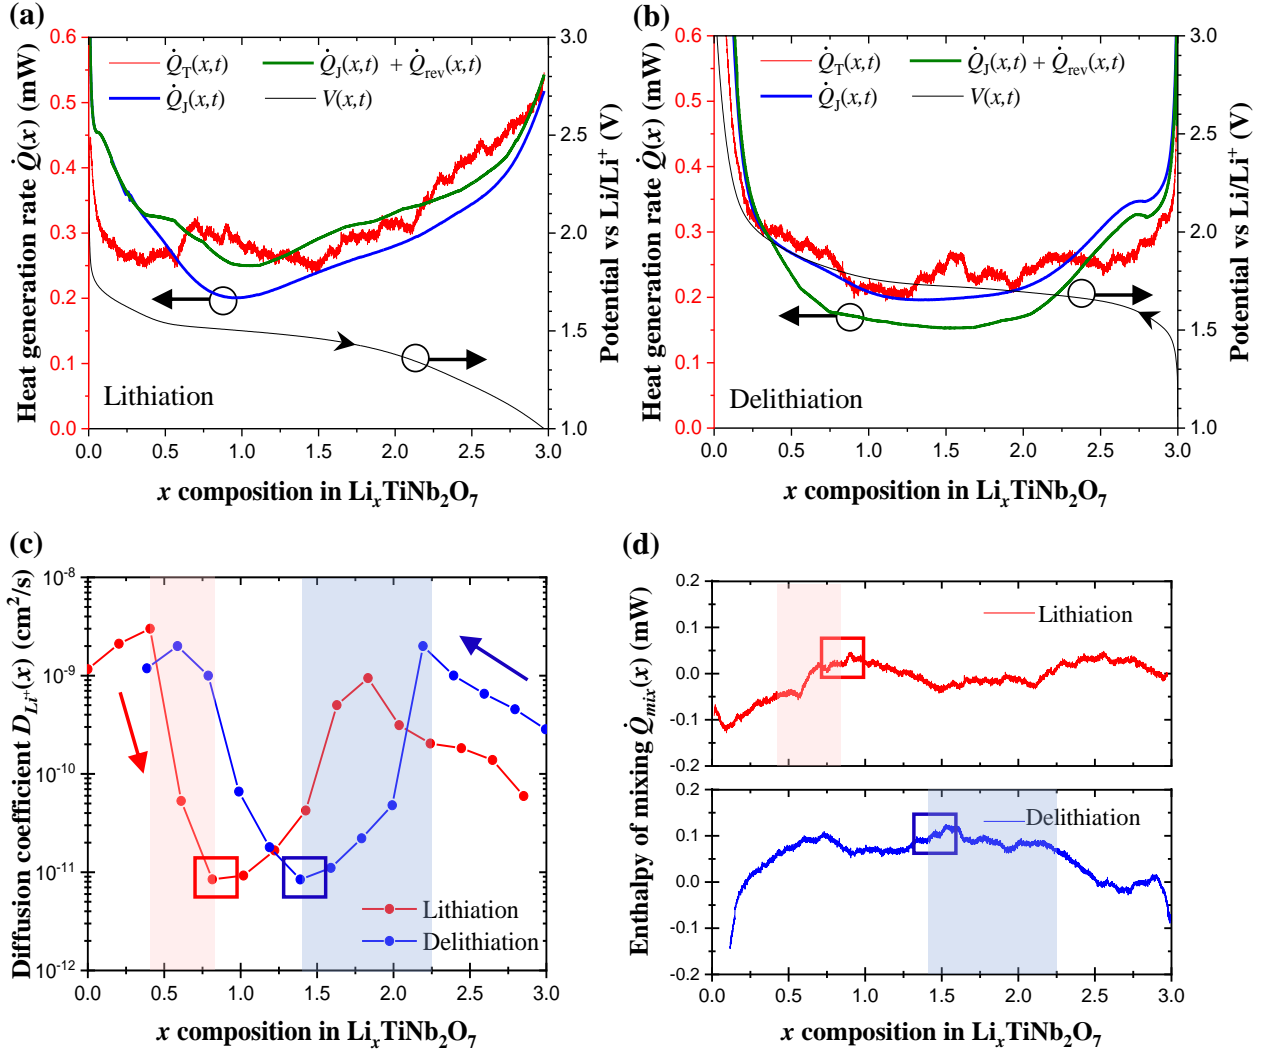 (a)
0.6
0.5
0.4
0.3
0.2
0.1
0.0
Heat generation rate Q̇(x) (mW)
Q̇T(x,t)
Q̇J(x,t) + Q̇rev(x,t)
Q̇J(x,t)
V(x,t)
Lithiation
3.0
2.5
2.0
1.5
1.0
Potential vs Li/Li⁺ (V)
0.0 0.5 1.0 1.5 2.0 2.5 3.0
x composition in LixTiNb₂O₇
(b)
0.6
0.5
0.4
0.3
0.2
0.1
0.0
Heat generation rate Q̇(x) (mW)
Q̇T(x,t)
Q̇J(x,t) + Q̇rev(x,t)
Q̇J(x,t)
V(x,t)
Delithiation
3.0
2.5
2.0
1.5
1.0
Potential vs Li/Li⁺ (V)
0.0 0.5 1.0 1.5 2.0 2.5 3.0
x composition in LixTiNb₂O₇
(c)
10⁻⁸
10⁻⁹
10⁻¹⁰
10⁻¹¹
10⁻¹²
Diffusion coefficient DLi⁺(x) (cm²/s)
Lithiation
Delithiation
0.0 0.5 1.0 1.5 2.0 2.5 3.0
x composition in LixTiNb₂O₇
(d)
0.2
0.1
0.0
-0.1
-0.2
Lithiation
Enthalpy of mixing Q̇mix(x) (mW)
0.2
0.1
0.0
-0.1
-0.2
Delithiation
0.0 0.5 1.0 1.5 2.0 2.5 3.0
x composition in LixTiNb₂O₇